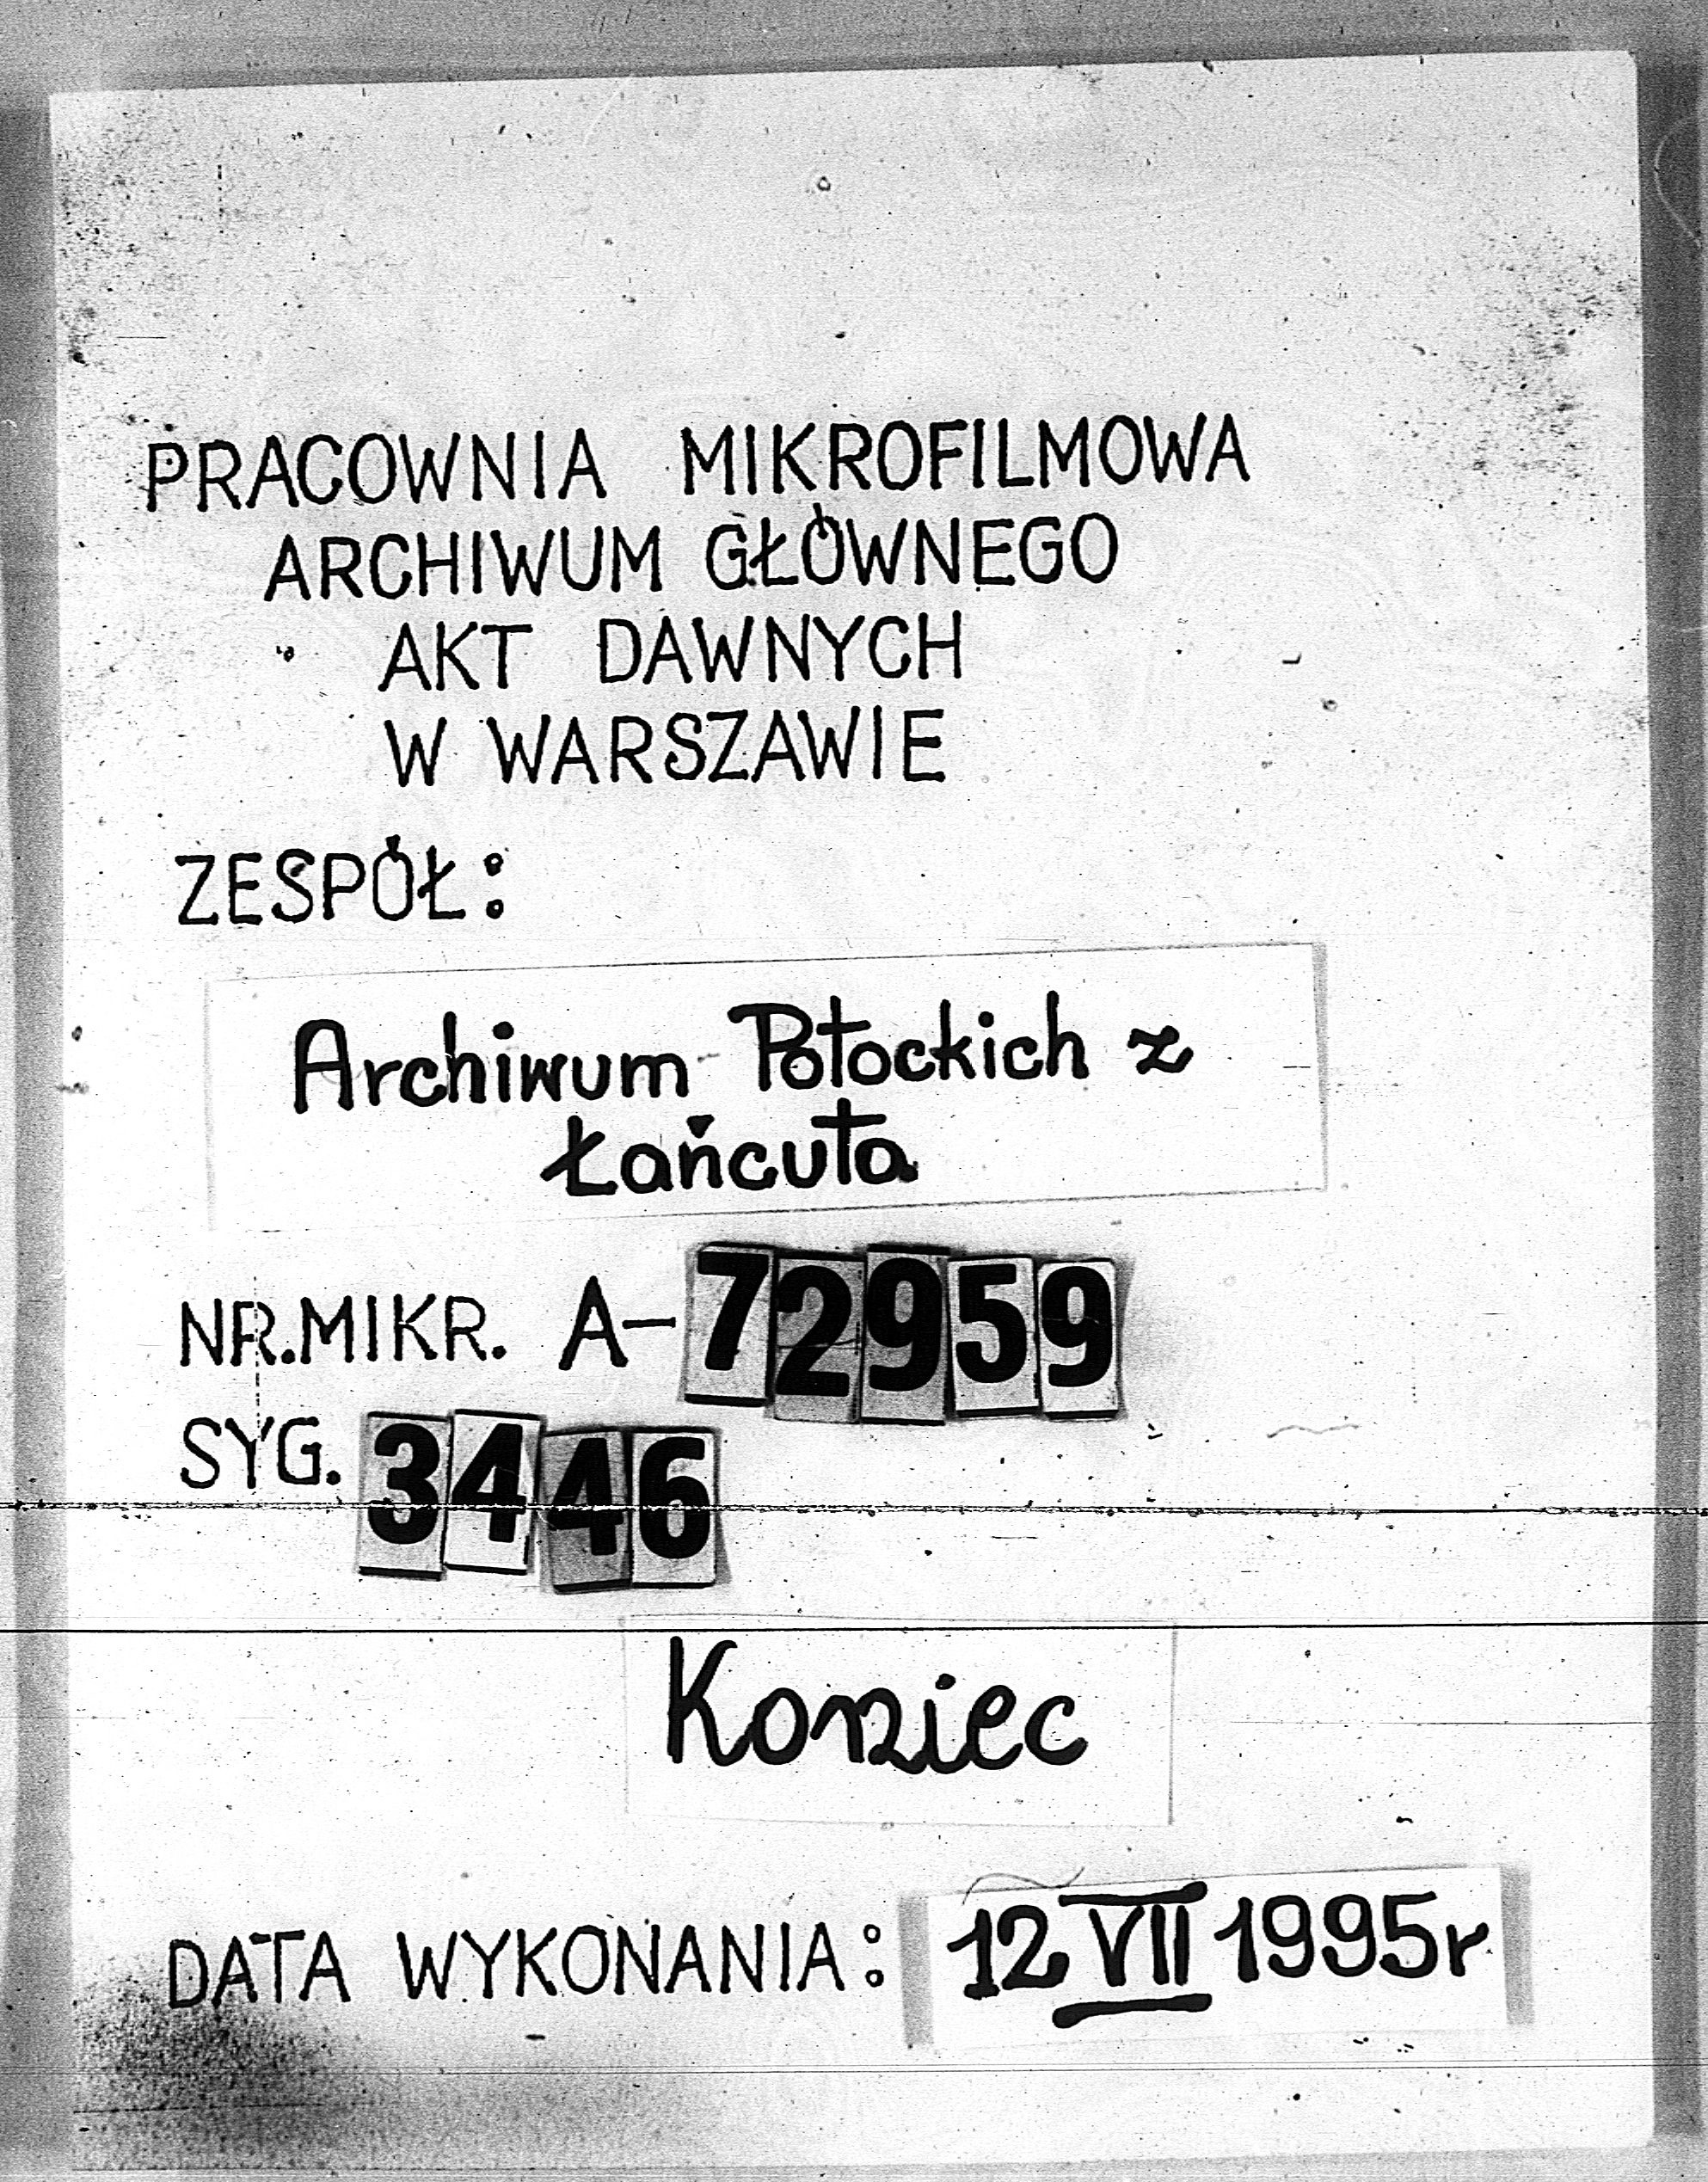 PRACOWNIA MIKROFILMOWA
ARCHIWUM GŁÓWNEGO
AKT DAWNYCH
W WARSZAWIE
ZESPÓŁ:
Archiwum Potockich z
Łańcuta
NR.MIKR. A-72959
SYG. 3446
Koniec
DATA WYKONANIA: 12 VII 1995r